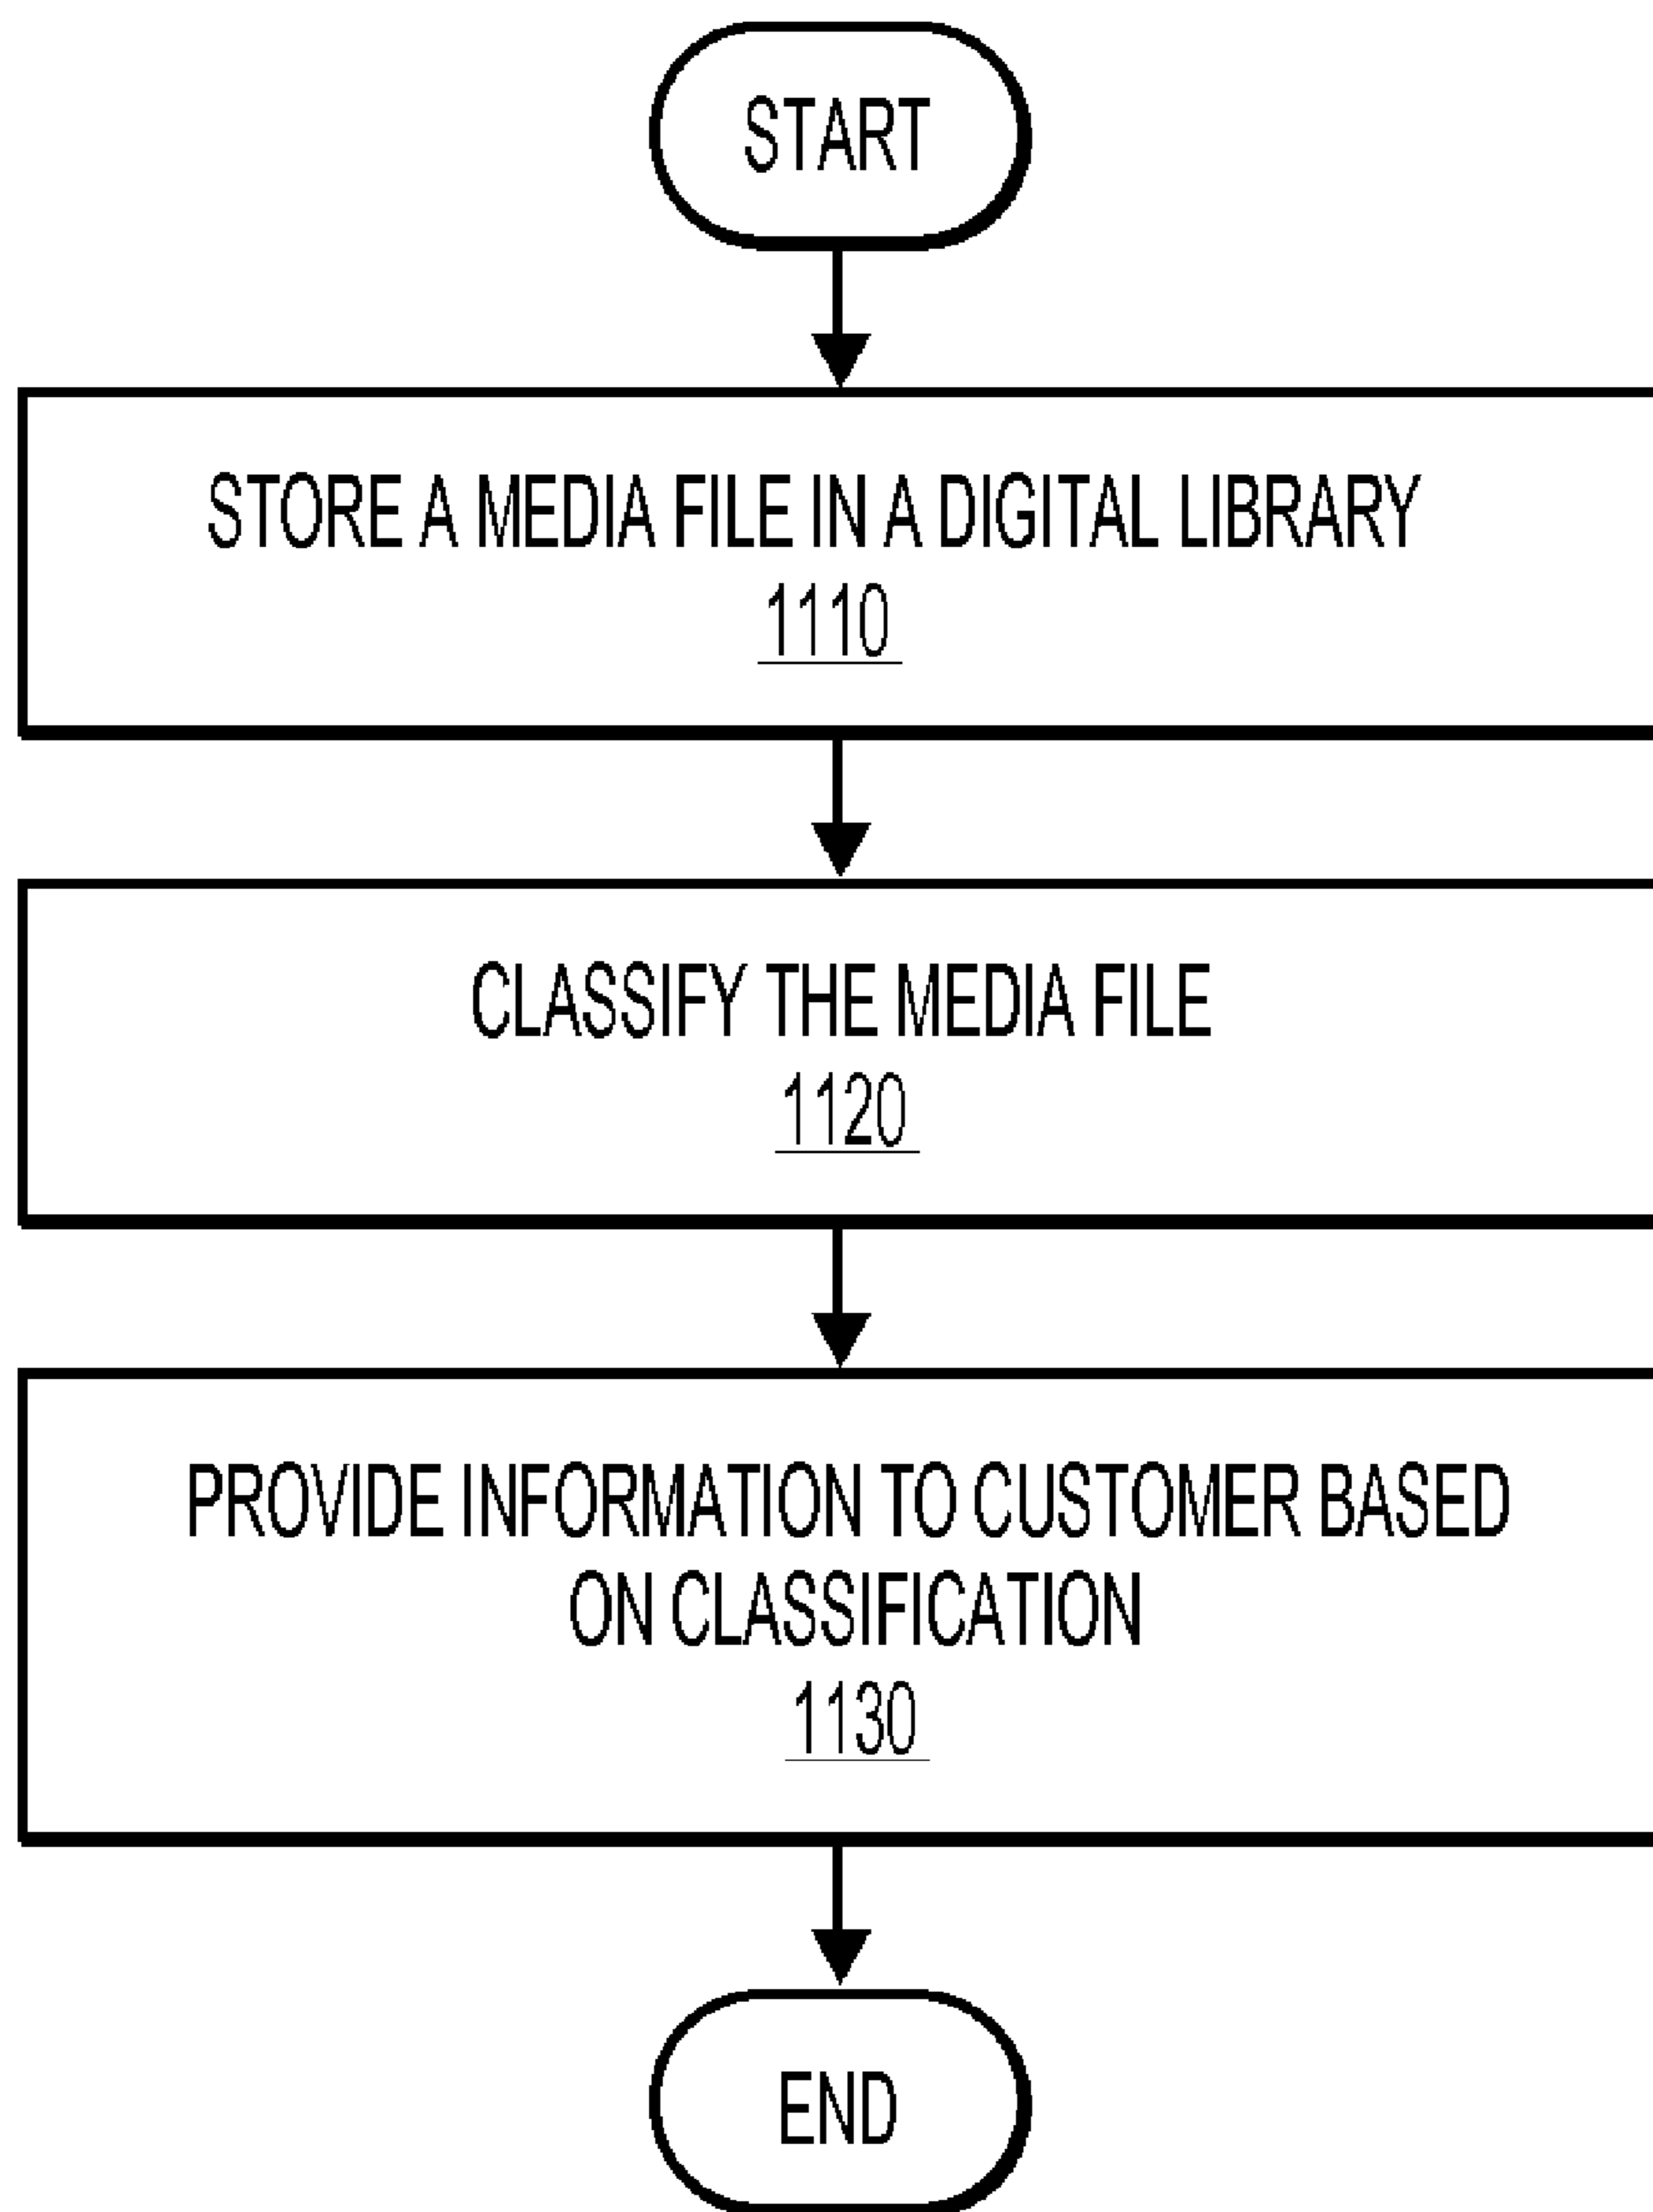 START
STORE A MEDIA FILE IN A DIGITAL LIBRARY
1110
CLASSIFY THE MEDIA FILE
1120
PROVIDE INFORMATION TO CUSTOMER BASED
ON CLASSIFICATION
1130
END